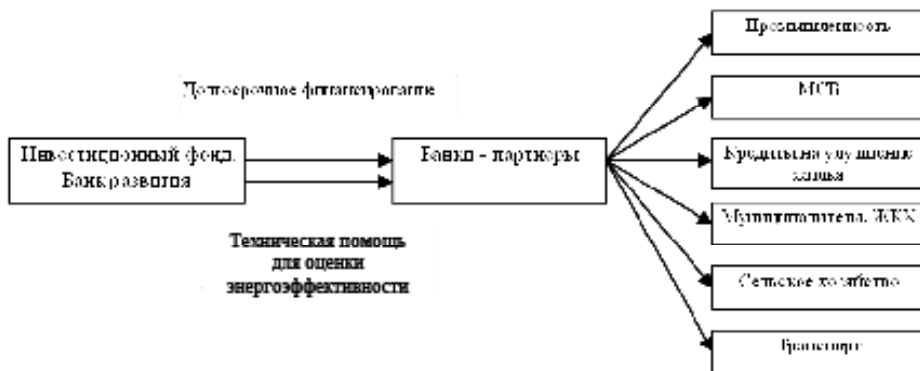 Промышленность
Долгосрочное финансирование
МСБ
Инвестиционный фонд,
Банк развития
Банки - партнеры
Кредиты на улучшение
жилья
Муниципалитеты, ЖКХ
Техническая помощь
для оценки
энергоэффективности
Сельское хозяйство
Транспорт